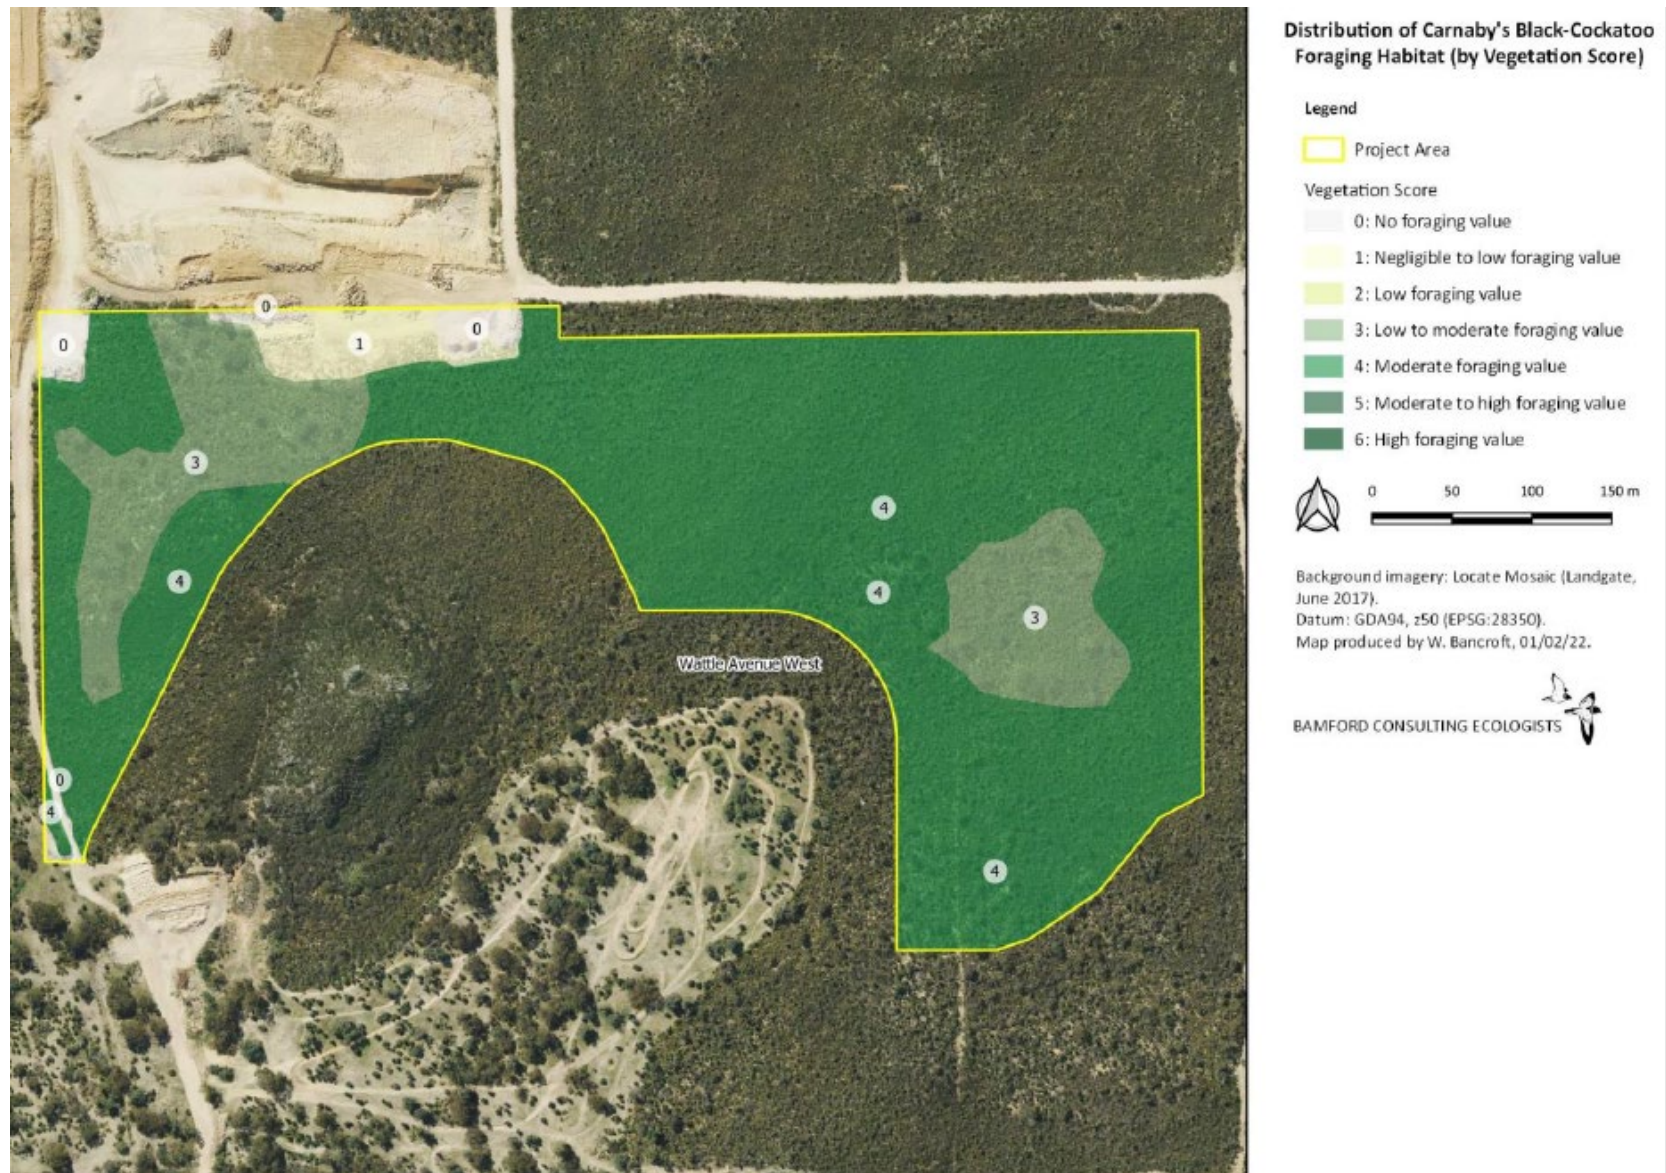 Distribution of Carnaby's Black-Cockatoo
Foraging Habitat (by Vegetation Score)
Legend
Project Area
Vegetation Score
0: No foraging value
1: Negligible to low foraging value
2: Low foraging value
3: Low to moderate foraging value
4: Moderate foraging value
5: Moderate to high foraging value
6: High foraging value
0 50 100 150 m
Background imagery: Locate Mosaic (Landgate,
June 2017).
Datum: GDA94, z50 (EPSG:28350).
Map produced by W. Bancroft, 01/02/22.
BAMFORD CONSULTING ECOLOGISTS
0
0
1
0
3
4
4
4
3
Wattle Avenue West
0
4
4